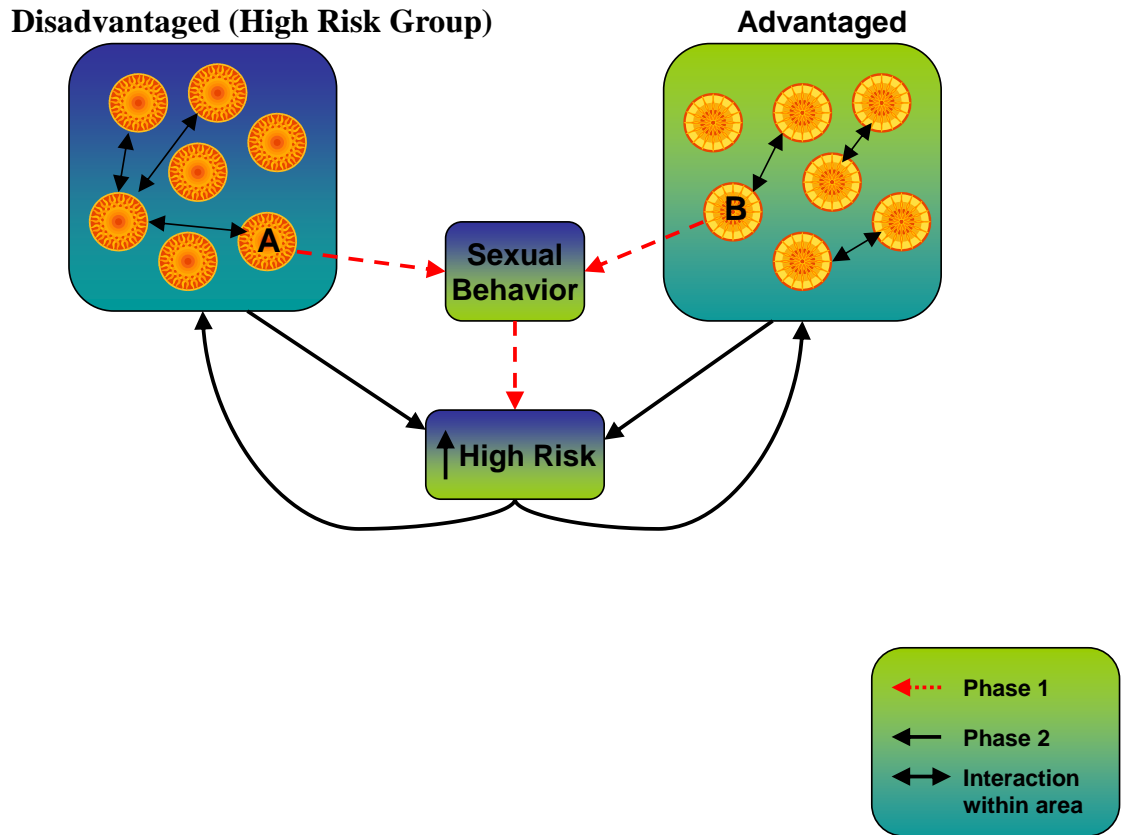 Disadvantaged (High Risk Group)
Advantaged
A
B
Sexual
Behavior
High Risk
Phase 1
Phase 2
Interaction
within area